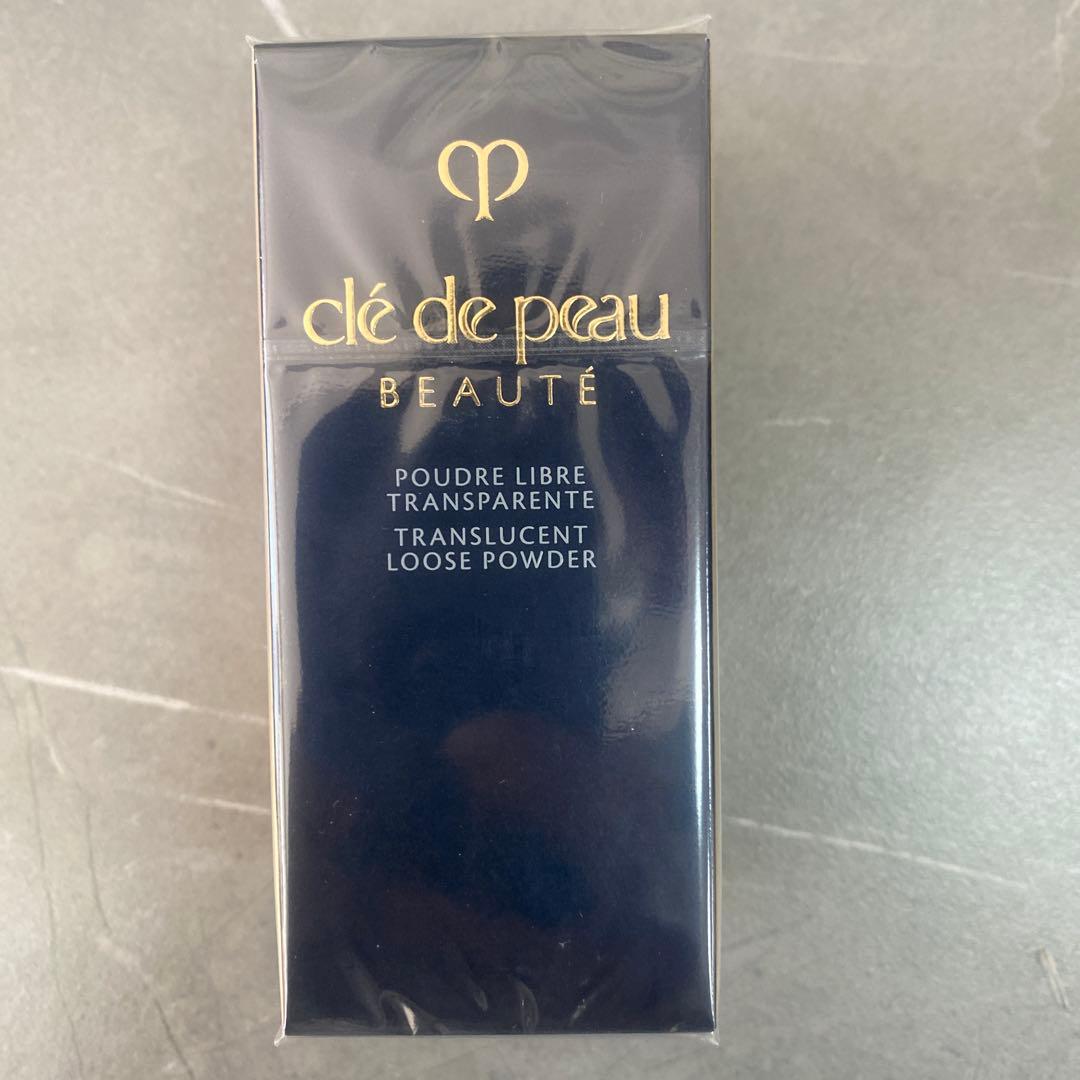 clé de peau
BEAUTÉ
POUDRE LIBRE
TRANSPARENTE
TRANSLUCENT
LOOSE POWDER